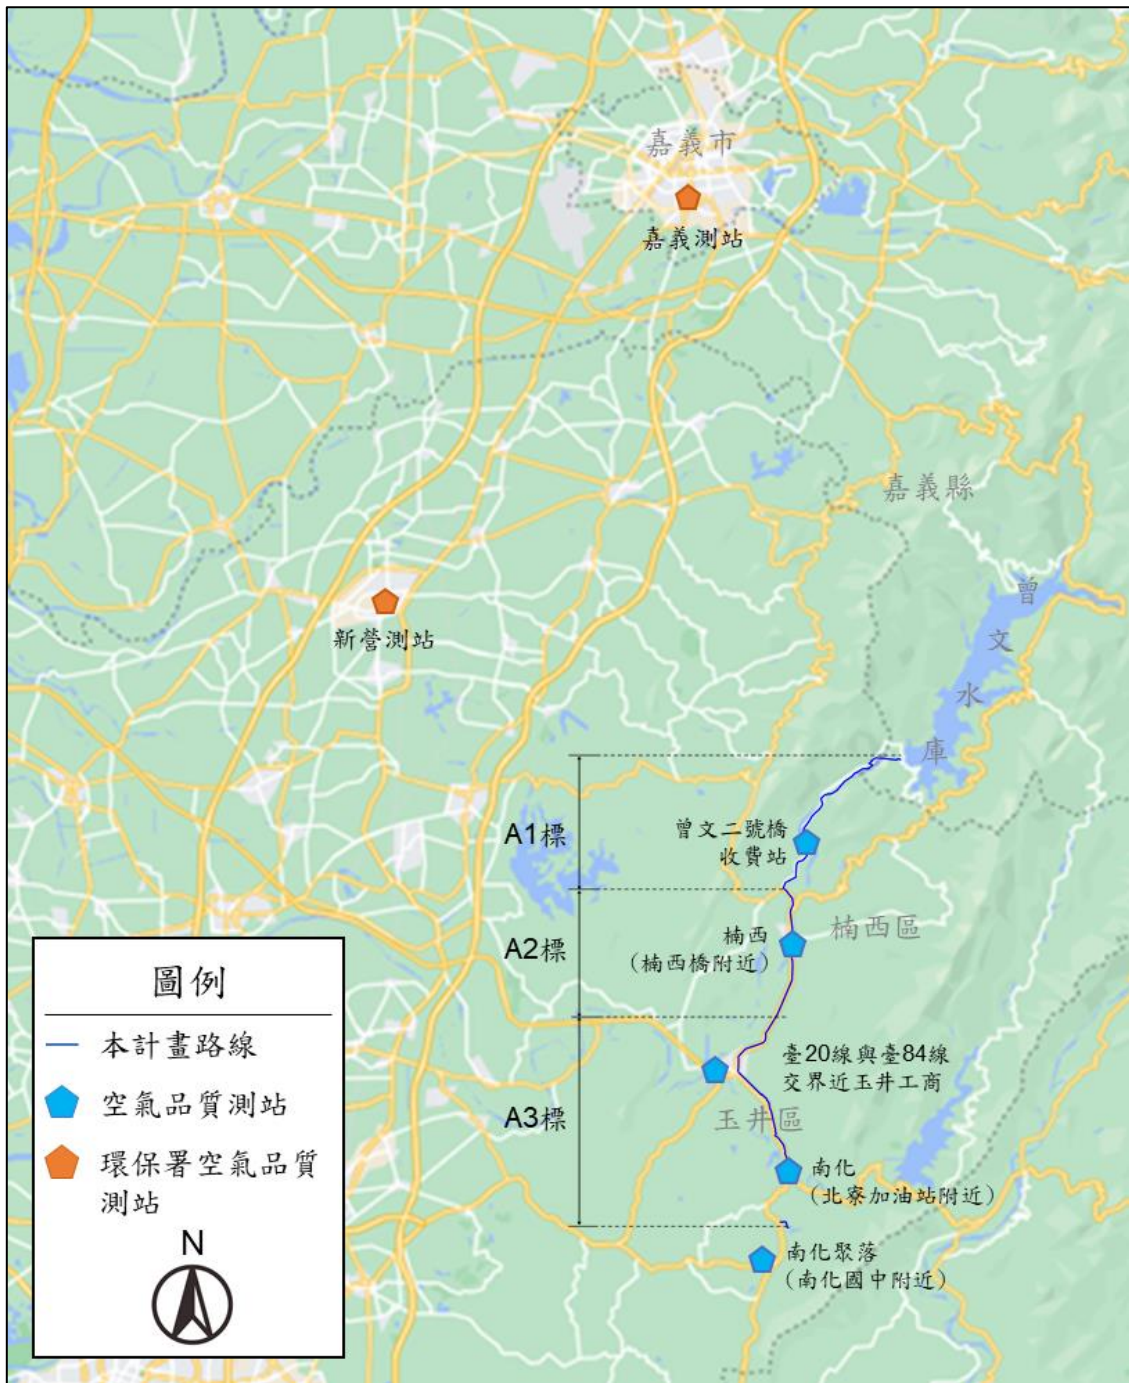 嘉義市
嘉義測站
嘉義縣
曾
文
水
庫
新營測站
A1標
曾文二號橋
收費站
A2標
楠西
（楠西橋附近）
楠西區
臺20線與臺84線
交界近玉井工商
A3標
玉井區
南化
（北寮加油站附近）
南化聚落
（南化國中附近）
圖例
本計畫路線
空氣品質測站
環保署空氣品質
測站
N